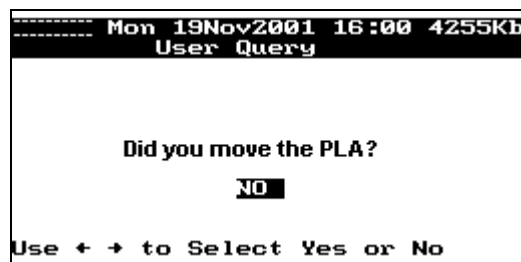 Mon 19Nov2001 16:00 4255Kb
User Query
Did you move the PLA?
NO
Use ← → to Select Yes or No